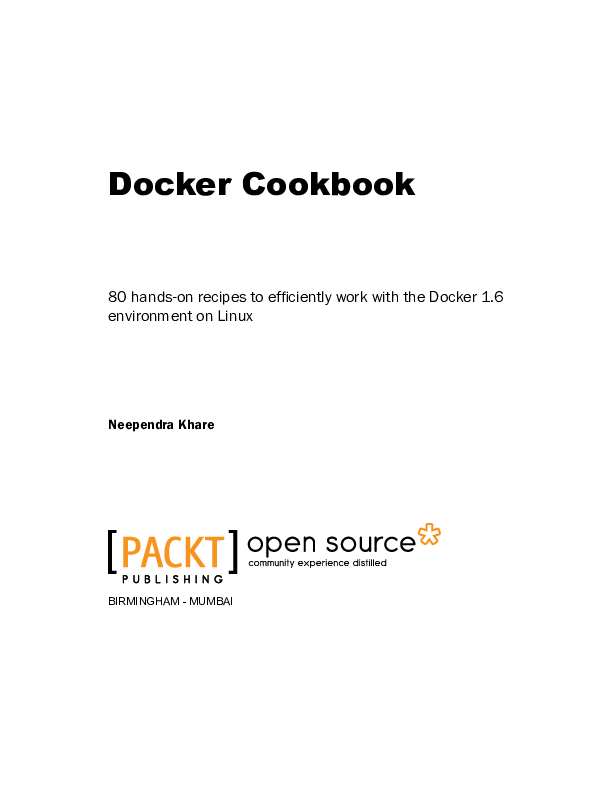 Docker Cookbook
80 hands-on recipes to efficiently work with the Docker 1.6
environment on Linux
Neependra Khare
[PACKT] open source*
PUBLISHING community experience distilled
BIRMINGHAM - MUMBAI